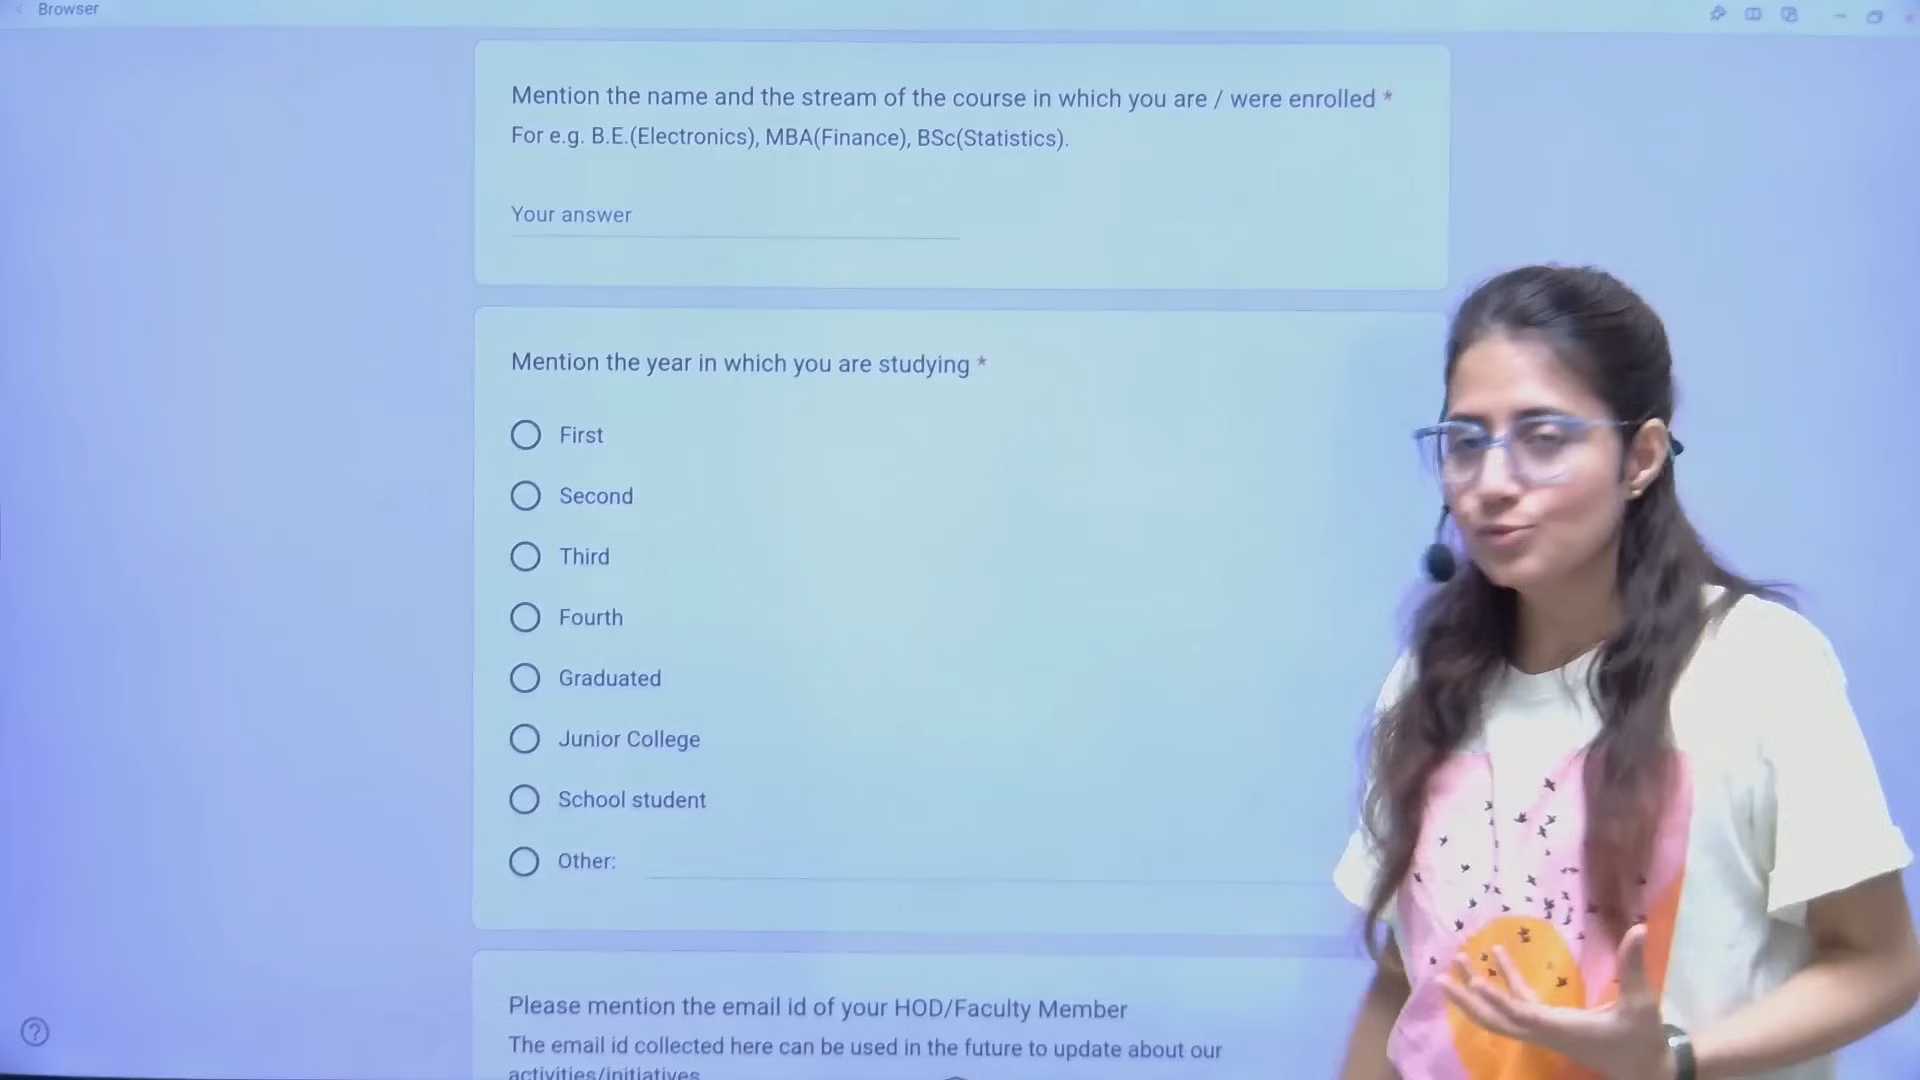 Browser
Mention the name and the stream of the course in which you are / were enrolled *
For e.g. B.E.(Electronics), MBA(Finance), BSc(Statistics).
Your answer
Mention the year in which you are studying *
First
Second
Third
Fourth
Graduated
Junior College
School student
Other:
Please mention the email id of your HOD/Faculty Member
The email id collected here can be used in the future to update about our
activities/initiatives